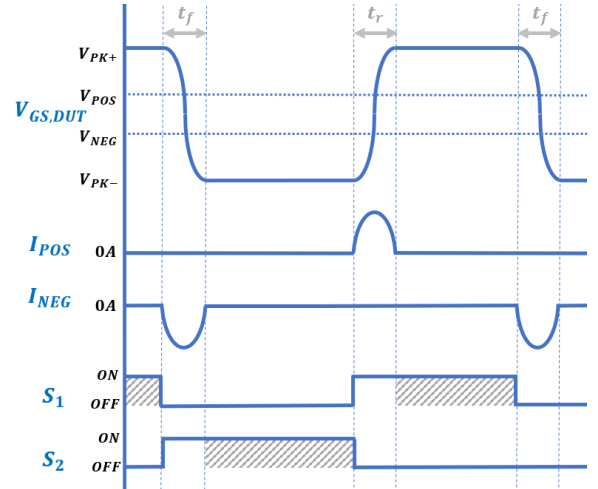 t_f t_r t_f
V_PK+
V_POS
V_GS,DUT
V_NEG
V_PK-
I_POS 0A
I_NEG 0A
ON
S_1
OFF
ON
S_2
OFF